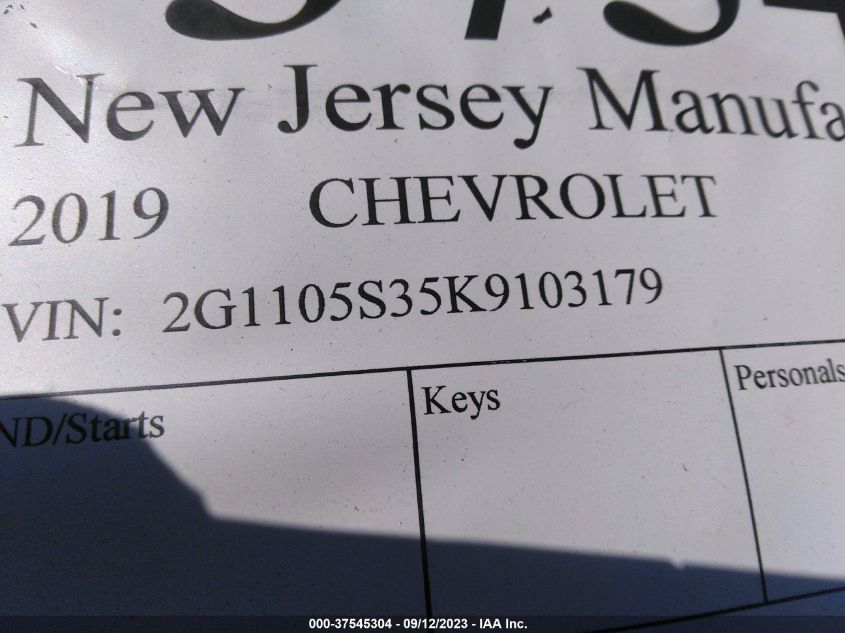 New Jersey Manufa
2019 CHEVROLET
VIN: 2G1105S35K9103179
ND/Starts
Keys
Personals
000-37545304 - 09/12/2023 - IAA Inc.